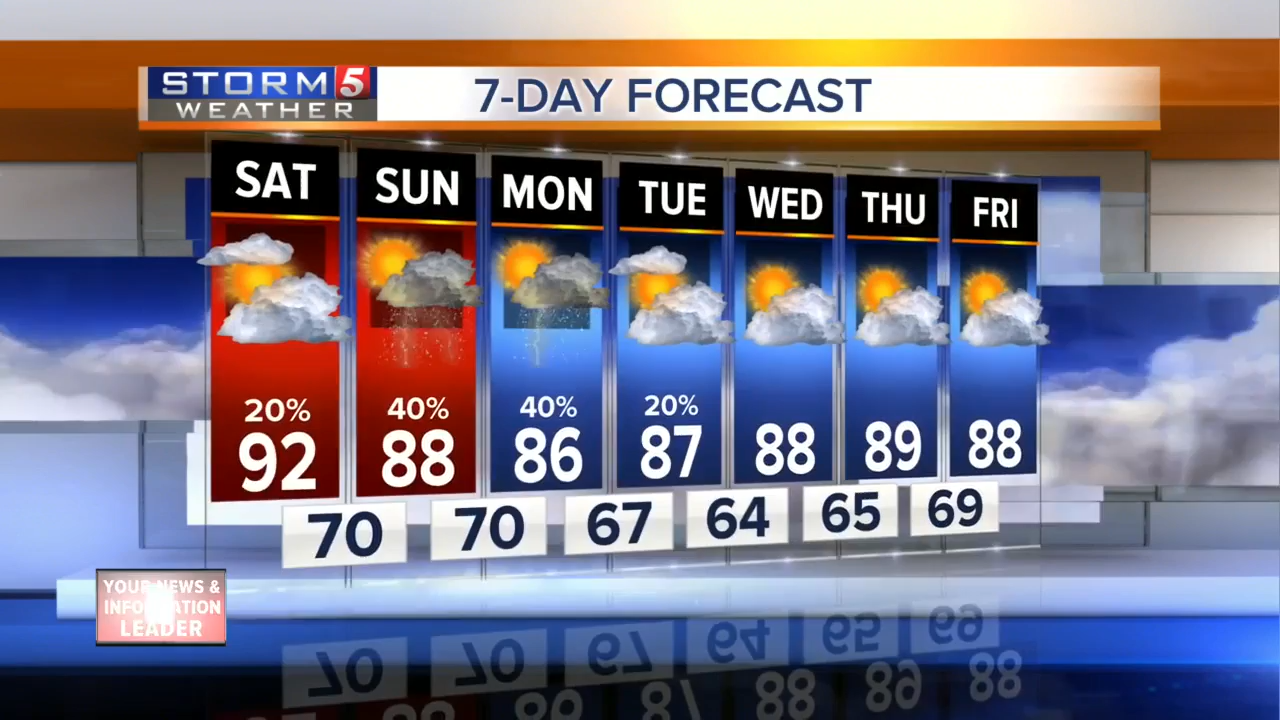 STORM 5
WEATHER
7-DAY FORECAST
SAT SUN MON TUE WED THU FRI
20% 40% 40% 20%
92 88 86 87 88 89 88
70 70 67 64 65 69
YOUR NEWS &
INFORMATION
LEADER